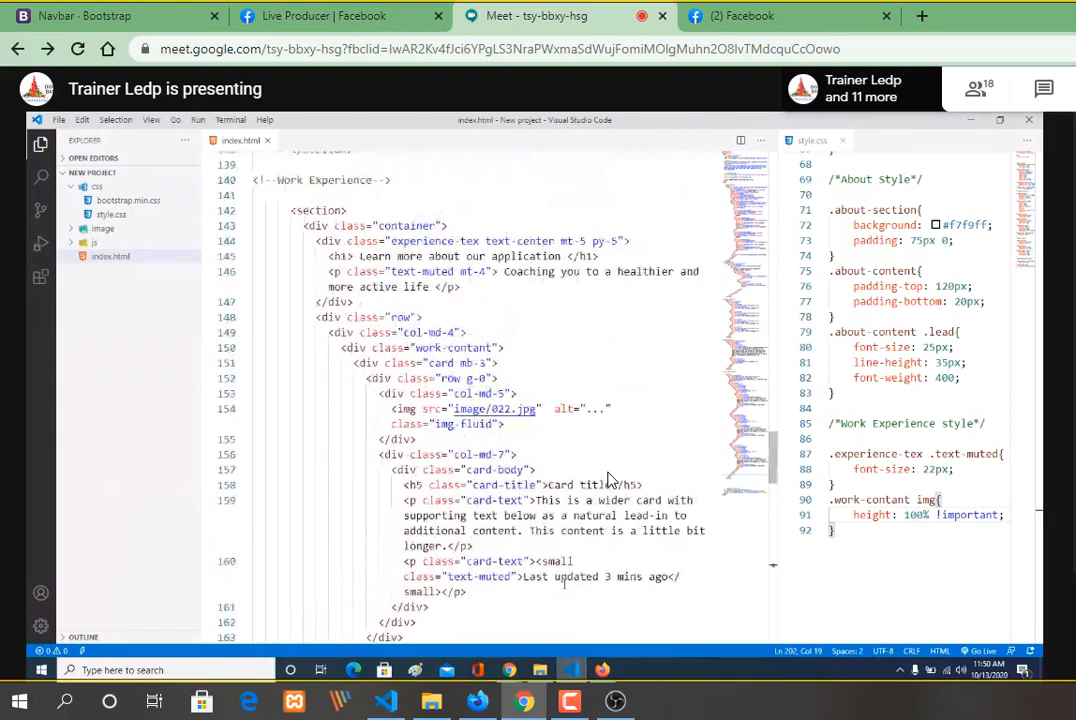 Navbar - Bootstrap
Live Producer | Facebook
Meet - tsy-bbxy-hsg
(2) Facebook
meet.google.com/tsy-bbxy-hsg?fbclid=IwAR2Kv4fJci6YPgLS3NraPWxmaSdWujFomiMOlgMuhn2O8lvTMdcquCcOowo
Trainer Ledp is presenting
Trainer Ledp
and 11 more
18
File Edit Selection View Go Run Terminal Help
index.html - New project - Visual Studio Code
EXPLORER
OPEN EDITORS
NEW PROJECT
css
bootstrap.min.css
style.css
image
js
index.html
OUTLINE
index.html
139
140 <!--Work Experience-->
141
142 <section>
143 <div class="container">
144 <div class="experience-tex text-center mt-5 py-5">
145 <h1> Learn more about our application </h1>
146 <p class="text-muted mt-4"> Coaching you to a healthier and
more active life </p>
147 </div>
148 <div class="row">
149 <div class="col-md-4">
150 <div class="work-contant">
151 <div class="card mb-3">
152 <div class="row g-0">
153 <div class="col-md-5">
154 <img src="image/022.jpg" alt="..."
class="img-fluid">
155 </div>
156 <div class="col-md-7">
157 <div class="card-body">
158 <h5 class="card-title">Card title</h5>
159 <p class="card-text">This is a wider card with
supporting text below as a natural lead-in to
additional content. This content is a little bit
longer.</p>
160 <p class="card-text"><small
class="text-muted">Last updated 3 mins ago</
small></p>
161 </div>
162 </div>
163 </div>
style.css
68
69 /*About Style*/
70
71 .about-section{
72 background: #f7f9ff;
73 padding: 75px 0;
74 }
75 .about-content{
76 padding-top: 120px;
77 padding-bottom: 20px;
78 }
79 .about-content .lead{
80 font-size: 25px;
81 line-height: 35px;
82 font-weight: 400;
83 }
84
85 /*Work Experience style*/
86
87 .experience-tex .text-muted{
88 font-size: 22px;
89 }
90 .work-contant img{
91 height: 100% !important;
92 }
0 0
Ln 202, Col 19 Spaces: 2 UTF-8 CRLF HTML Go Live
Type here to search
11:50 AM
10/13/2020